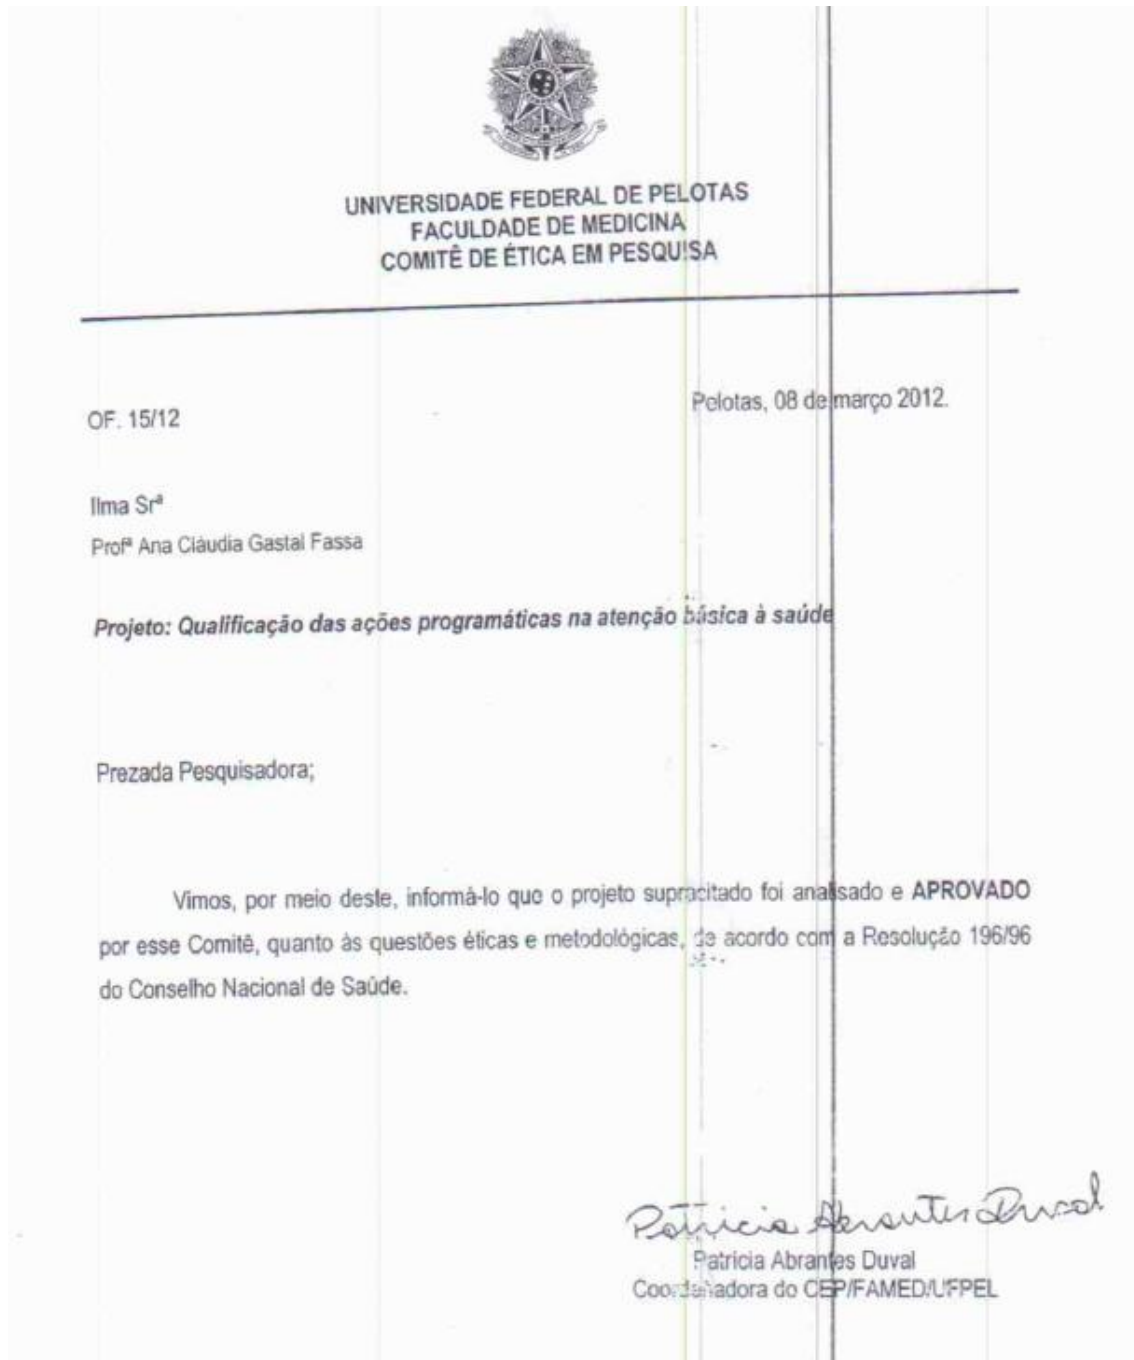 UNIVERSIDADE FEDERAL DE PELOTAS
FACULDADE DE MEDICINA
COMITÊ DE ÉTICA EM PESQUISA
OF. 15/12
Pelotas, 08 de março 2012.
Ilma Srª
Profª Ana Cláudia Gastal Fassa
Projeto: Qualificação das ações programáticas na atenção básica à saúde
Prezada Pesquisadora;
Vimos, por meio deste, informá-lo que o projeto supracitado foi analisado e APROVADO
por esse Comitê, quanto às questões éticas e metodológicas, de acordo com a Resolução 196/96
do Conselho Nacional de Saúde.
Patricia Abrantes Duval
Patricia Abrantes Duval
Coordenadora do CEP/FAMED/UFPEL